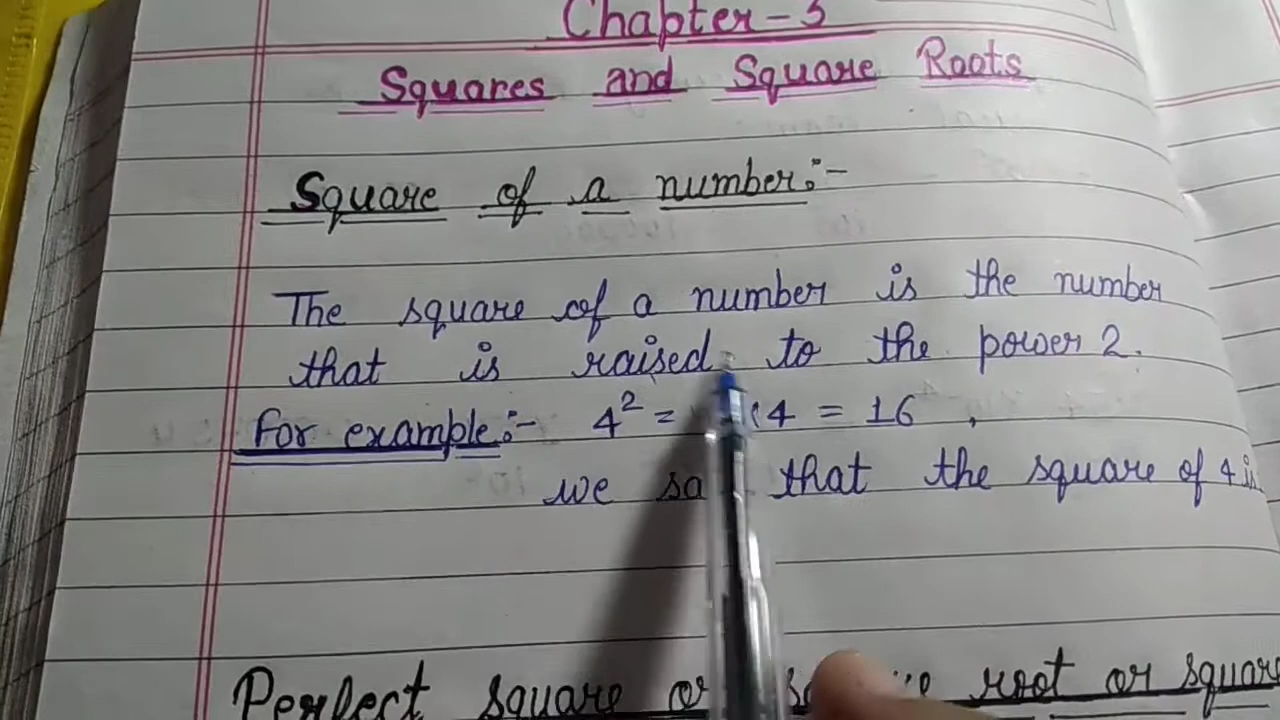 Chapter - 3
Squares and Square Roots
Square of a number :-
The square of a number is the number
that is raised to the power 2.
for example :- 4² = 4 = 16 ,
we that the square of 4 is
Perfect square or root or square